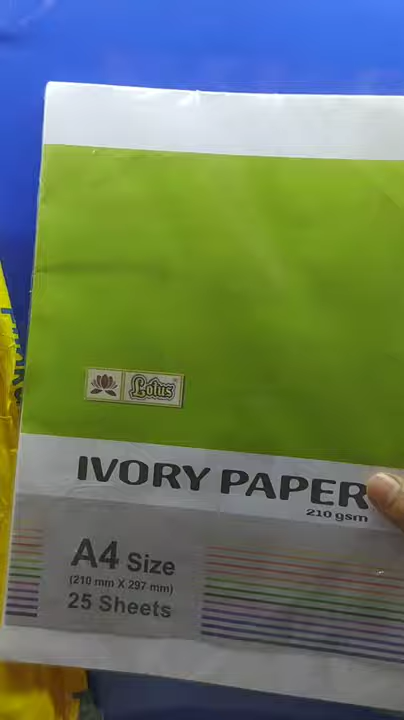 Lotus
IVORY PAPER
210 gsm
A4 Size
(210 mm X 297 mm)
25 Sheets